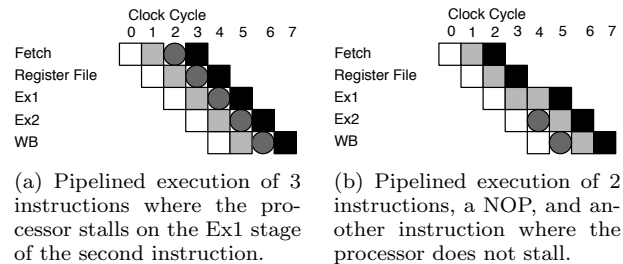 Clock Cycle
0 1 2 3 4 5 6 7
Fetch
Register File
Ex1
Ex2
WB
(a) Pipelined execution of 3
instructions where the pro-
cessor stalls on the Ex1 stage
of the second instruction.
Clock Cycle
0 1 2 3 4 5 6 7
Fetch
Register File
Ex1
Ex2
WB
(b) Pipelined execution of 2
instructions, a NOP, and an-
other instruction where the
processor does not stall.